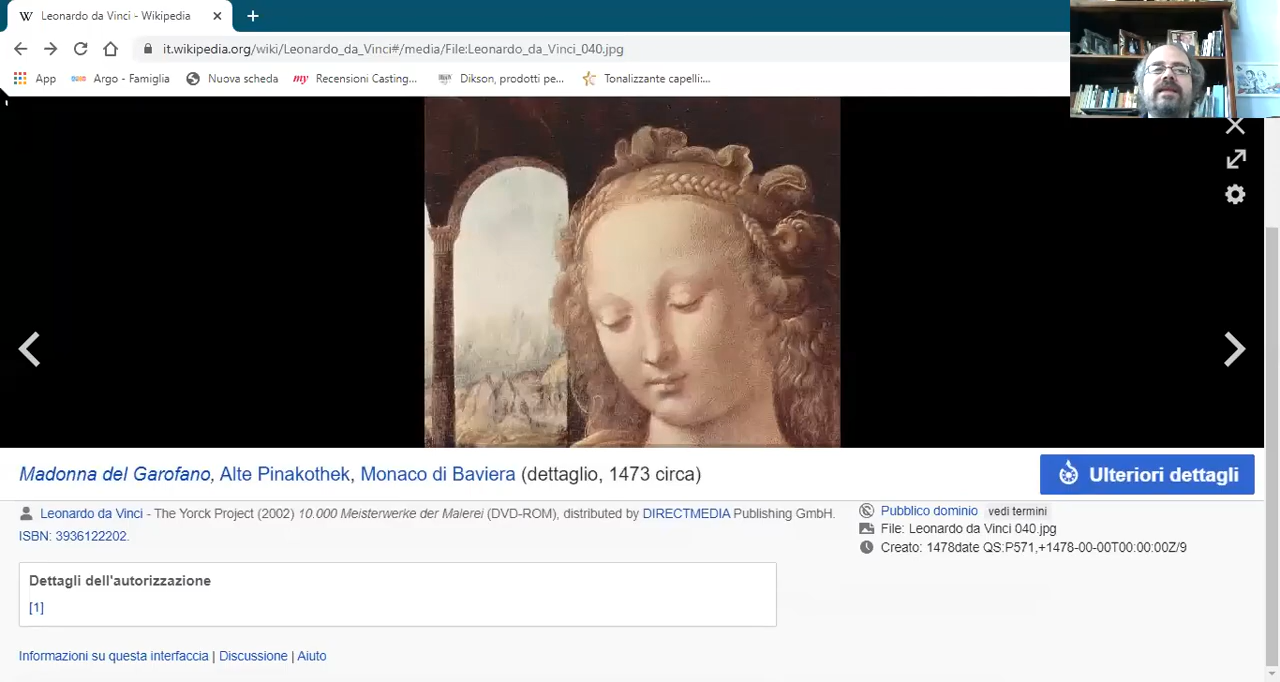 Leonardo da Vinci - Wikipedia
it.wikipedia.org/wiki/Leonardo_da_Vinci#/media/File:Leonardo_da_Vinci_040.jpg
App Argo - Famiglia Nuova scheda my Recensioni Casting... Dikson, prodotti pe... Tonalizzante capelli:...
Madonna del Garofano, Alte Pinakothek, Monaco di Baviera (dettaglio, 1473 circa)
Ulteriori dettagli
Leonardo da Vinci - The Yorck Project (2002) 10.000 Meisterwerke der Malerei (DVD-ROM), distributed by DIRECTMEDIA Publishing GmbH.
ISBN: 3936122202.
Pubblico dominio vedi termini
File: Leonardo da Vinci 040.jpg
Creato: 1478date QS:P571,+1478-00-00T00:00:00Z/9
Dettagli dell'autorizzazione
[1]
Informazioni su questa interfaccia | Discussione | Aiuto